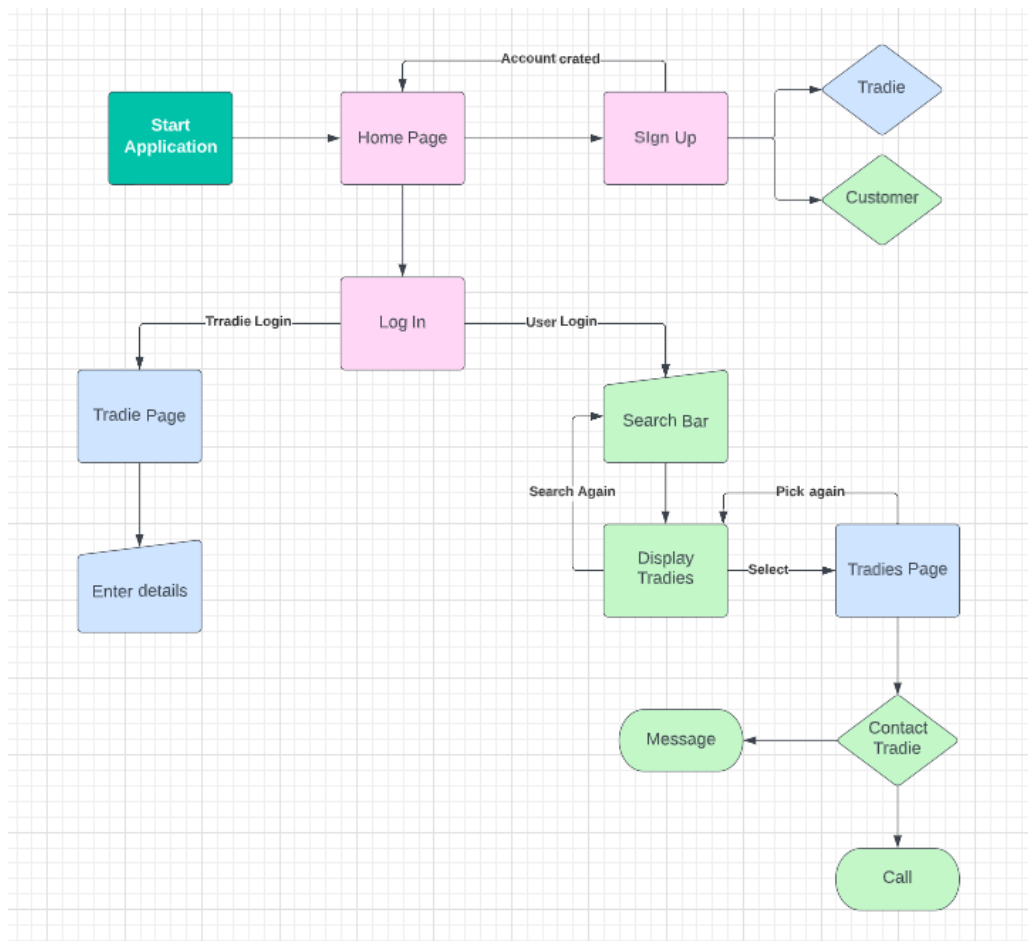 Account crated
Start
Application
Home Page
SIgn Up
Tradie
Customer
Log In
Trradie Login
User Login
Tradie Page
Search Bar
Search Again
Pick again
Enter details
Display
Tradies
Select
Tradies Page
Message
Contact
Tradie
Call